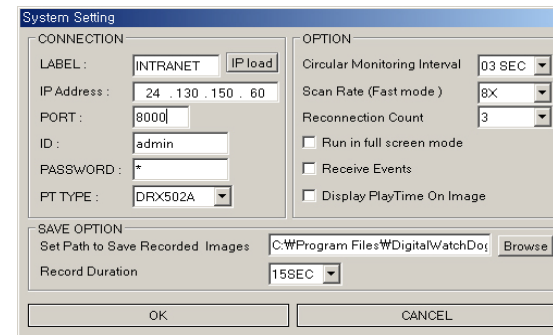 System Setting
CONNECTION
LABEL : INTRANET IP load
IP Address : 24 .130 .150 . 60
PORT : 8000
ID : admin
PASSWORD : *
PT TYPE : DRX502A
OPTION
Circular Monitoring Interval 03 SEC
Scan Rate (Fast mode ) 8X
Reconnection Count 3
Run in full screen mode
Receive Events
Display PlayTime On Image
SAVE OPTION
Set Path to Save Recorded Images C:₩Program Files₩DigitalWatchDog Browse
Record Duration 15SEC
OK CANCEL